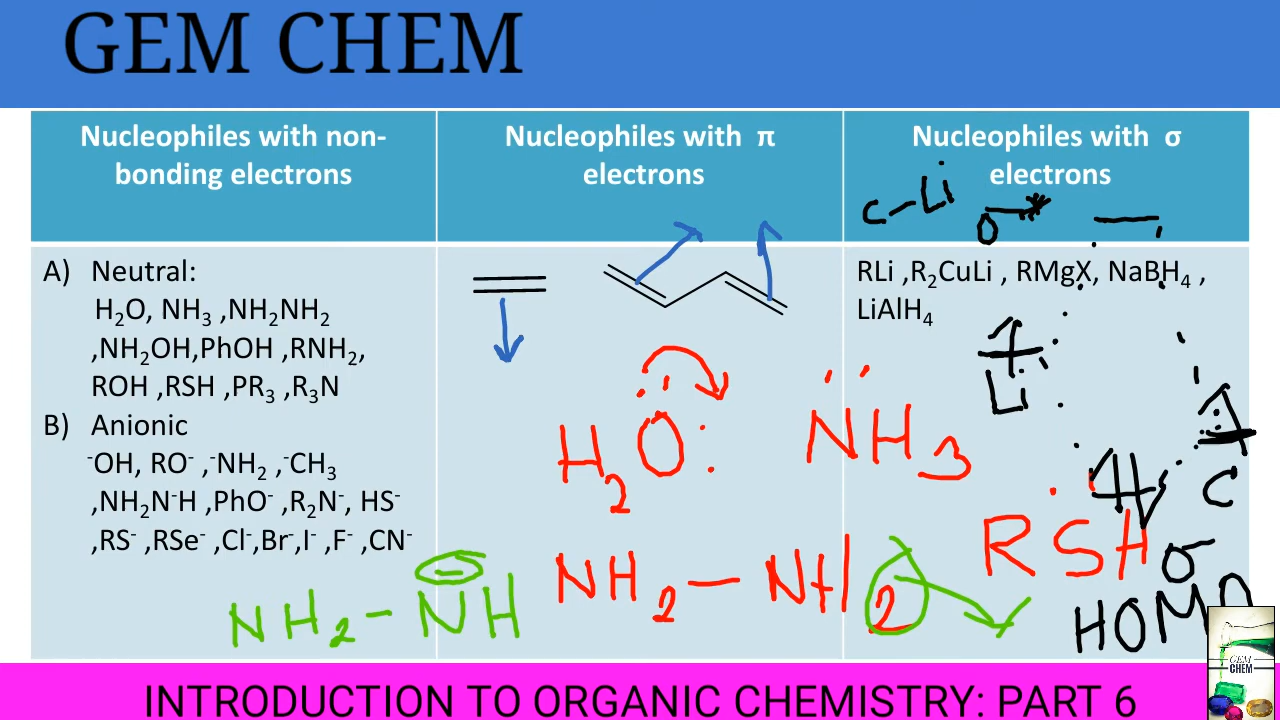 GEM CHEM
Nucleophiles with non-
bonding electrons
Nucleophiles with π
electrons
Nucleophiles with σ
electrons
A) Neutral:
H₂O, NH₃ ,NH₂NH₂
,NH₂OH,PhOH ,RNH₂,
ROH ,RSH ,PR₃ ,R₃N
B) Anionic
⁻OH, RO⁻ ,⁻NH₂ ,⁻CH₃
,NH₂N⁻H ,PhO⁻ ,R₂N⁻, HS⁻
,RS⁻ ,RSe⁻ ,Cl⁻,Br⁻,I⁻ ,F⁻ ,CN⁻
NH₂–NH
H₂O:
NH₃
NH₂–NH₂
C–Li
RLi ,R₂CuLi , RMgX, NaBH₄ ,
LiAlH₄
Li
C
RSH
σ
GEM
CHEM
INTRODUCTION TO ORGANIC CHEMISTRY: PART 6